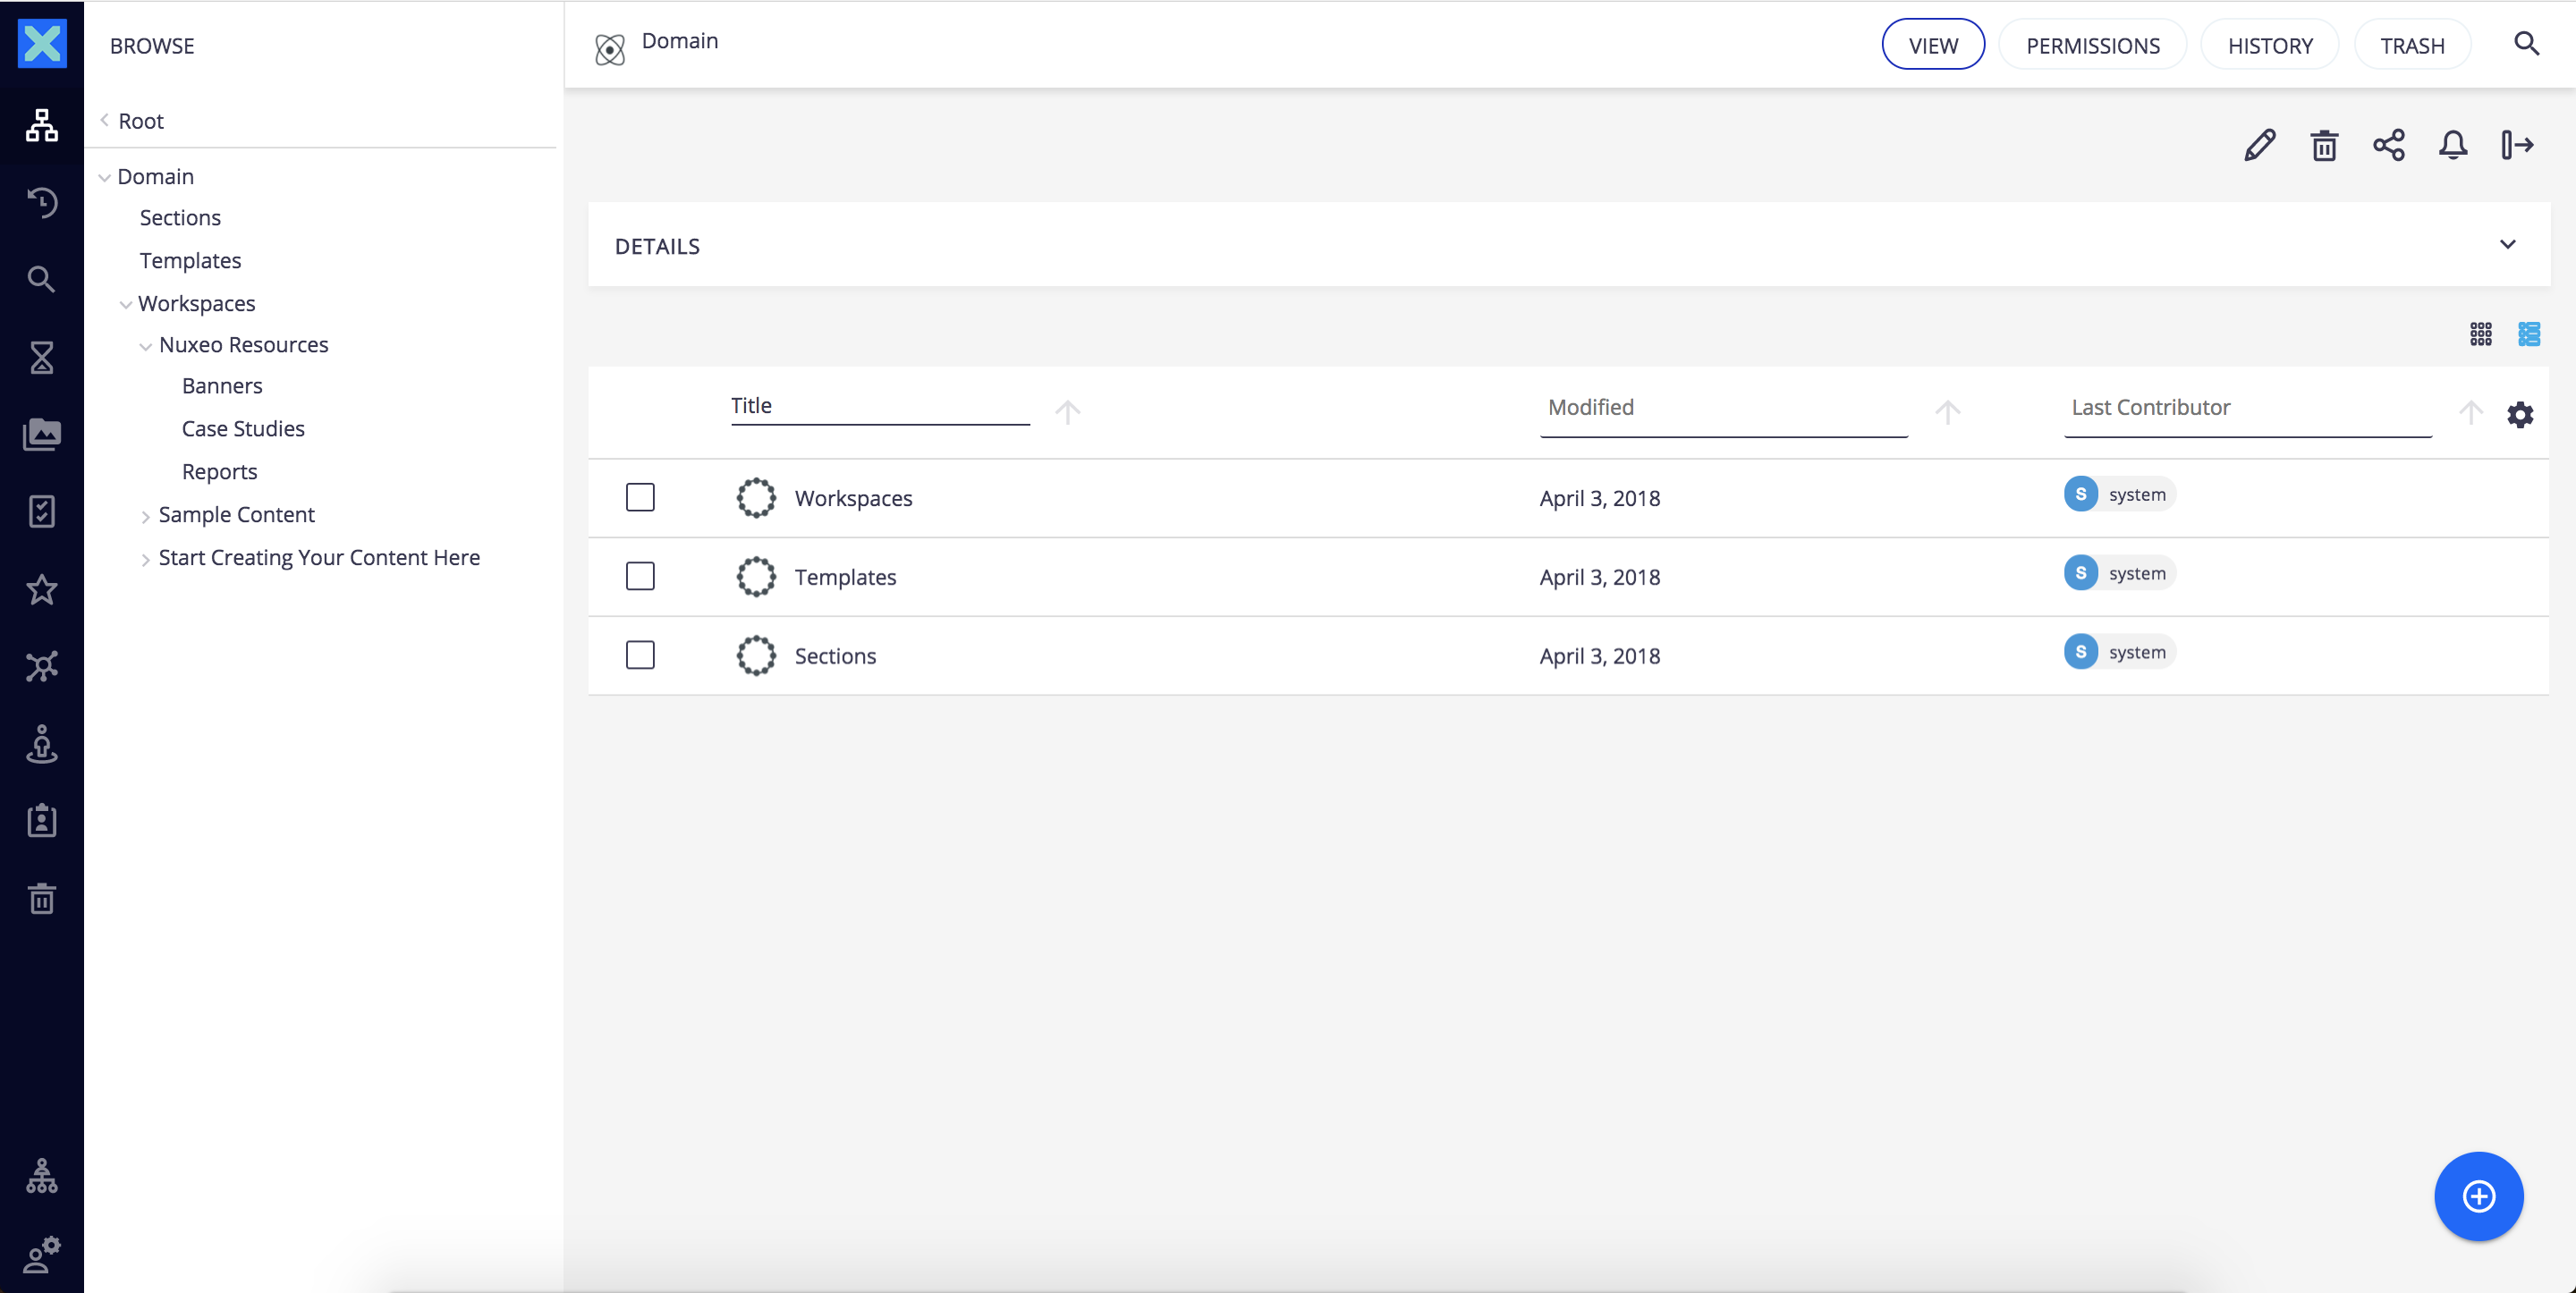 BROWSE
Root
Domain
Sections
Templates
Workspaces
Nuxeo Resources
Banners
Case Studies
Reports
Sample Content
Start Creating Your Content Here
Domain
VIEW PERMISSIONS HISTORY TRASH
DETAILS
Title Modified Last Contributor
Workspaces April 3, 2018 S system
Templates April 3, 2018 S system
Sections April 3, 2018 S system